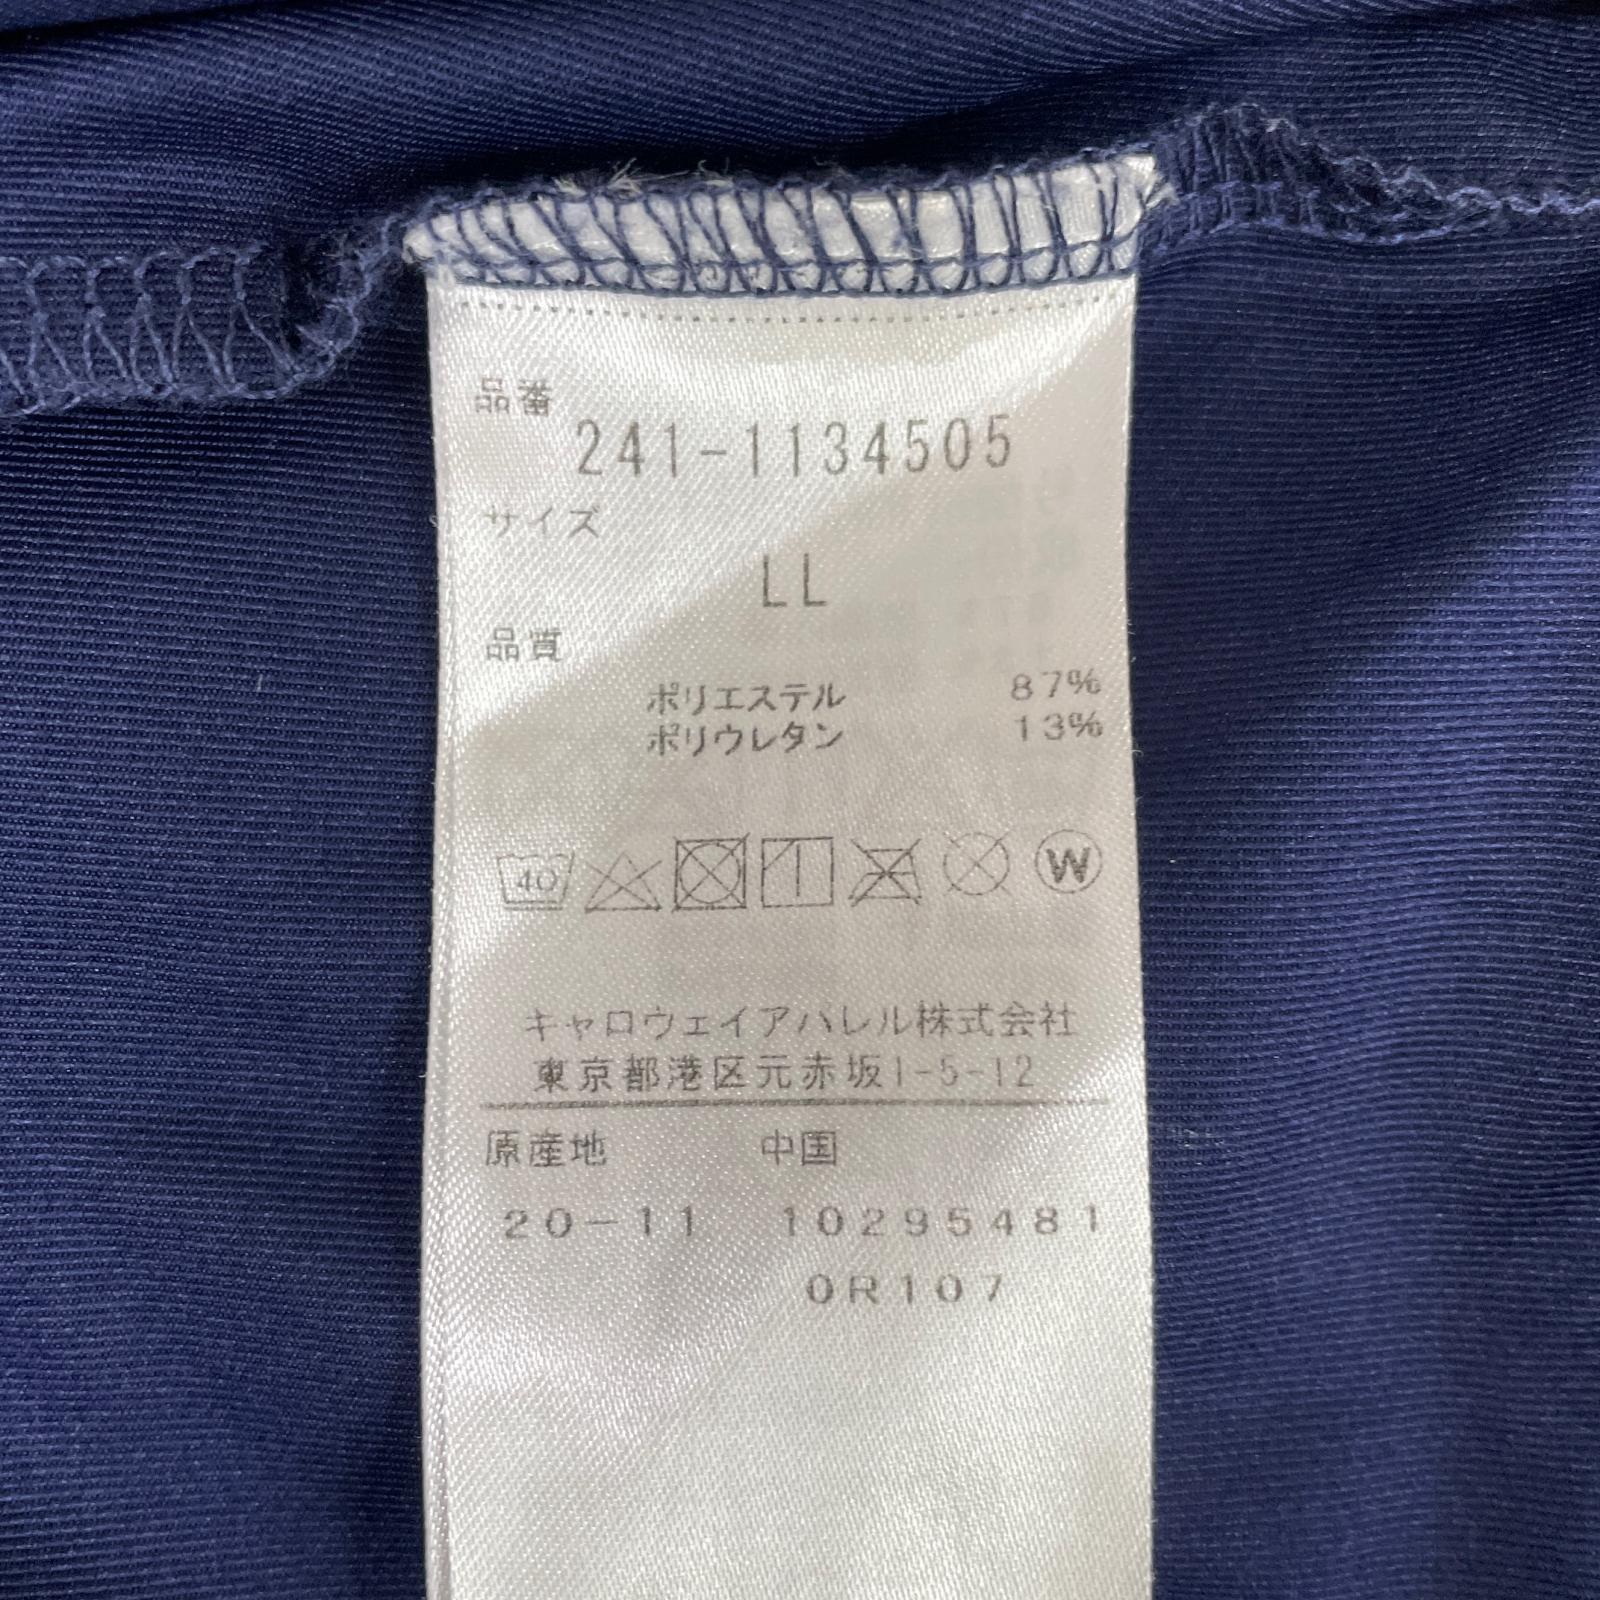 品番
241-1134505
サイズ
LL
品質
ポリエステル 87%
ポリウレタン 13%
40 W
キャロウェイアパレル株式会社
東京都港区元赤坂1-5-12
原産地 中国
20-11 10295481
0R107